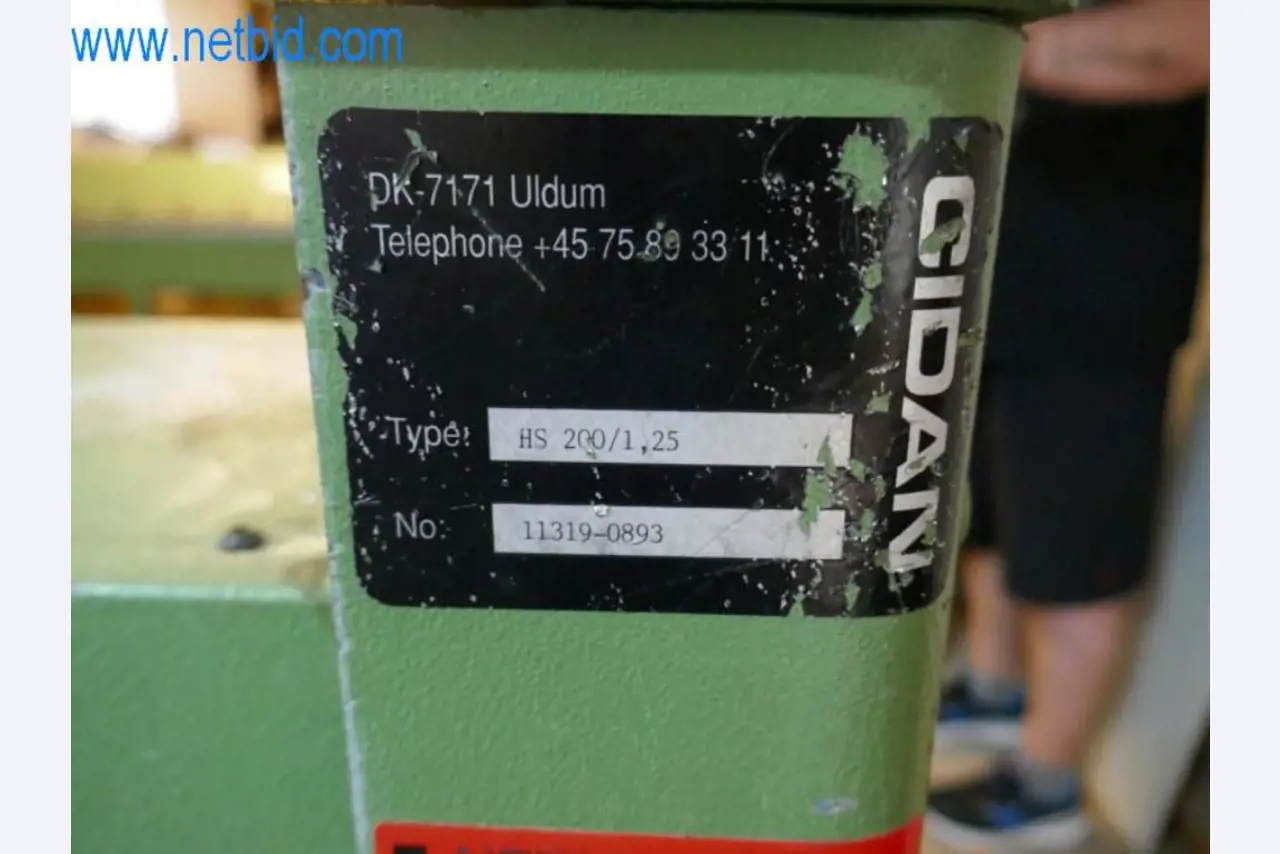 www.netbid.com
DK-7171 Uldum
Telephone +45 75 89 33 11
CIDAN
Type:
HS 200/1,25
No:
11319-0893